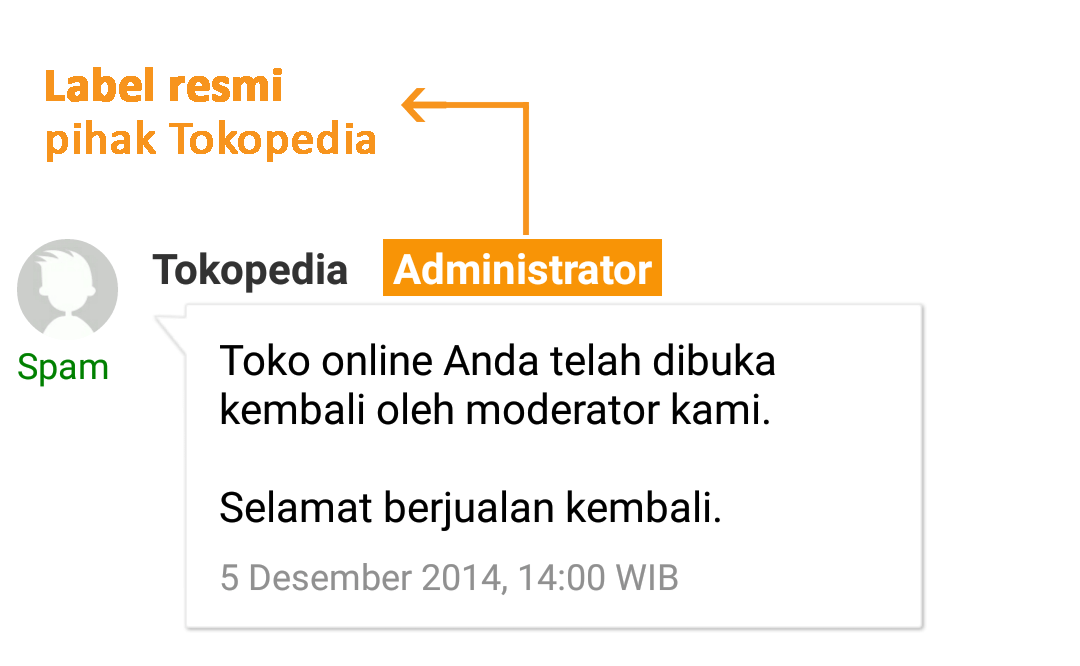 Label resmi
pihak Tokopedia
Tokopedia Administrator
Spam
Toko online Anda telah dibuka
kembali oleh moderator kami.
Selamat berjualan kembali.
5 Desember 2014, 14:00 WIB